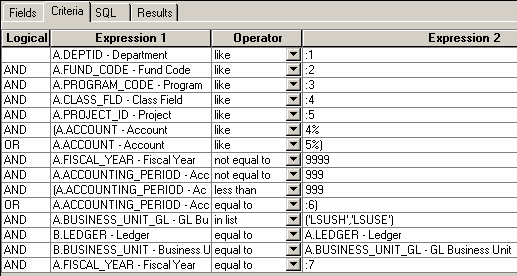 Fields Criteria SQL Results
Logical Expression 1 Operator Expression 2
A.DEPTID - Department like :1
AND A.FUND_CODE - Fund Code like :2
AND A.PROGRAM_CODE - Program like :3
AND A.CLASS_FLD - Class Field like :4
AND A.PROJECT_ID - Project like :5
AND (A.ACCOUNT - Account like 4%
OR A.ACCOUNT - Account like 5%)
AND A.FISCAL_YEAR - Fiscal Year not equal to 9999
AND A.ACCOUNTING_PERIOD - Acc not equal to 999
AND (A.ACCOUNTING_PERIOD - Ac less than 999
OR A.ACCOUNTING_PERIOD - Acc equal to :6)
AND A.BUSINESS_UNIT_GL - GL Bu in list ('LSUSH','LSUSE')
AND B.LEDGER - Ledger equal to A.LEDGER - Ledger
AND B.BUSINESS_UNIT - Business U equal to A.BUSINESS_UNIT_GL - GL Business Unit
AND A.FISCAL_YEAR - Fiscal Year equal to :7